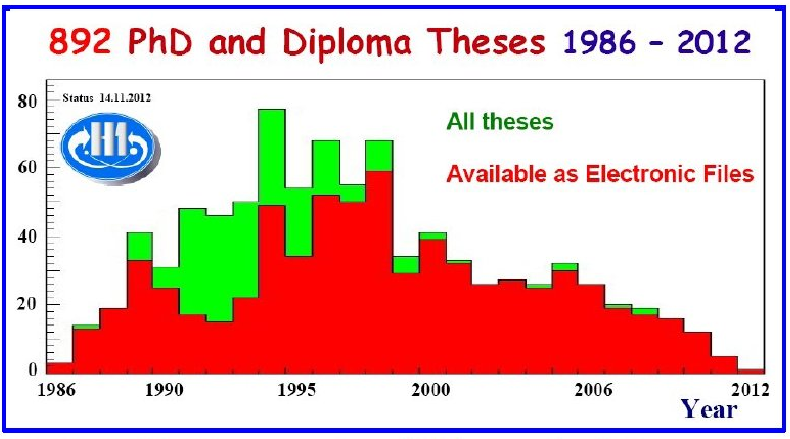 892 PhD and Diploma Theses 1986 - 2012
80
Status 14.11.2012
H1
All theses
60
Available as Electronic Files
40
20
0
1986 1990 1995 2000 2006 2012
Year